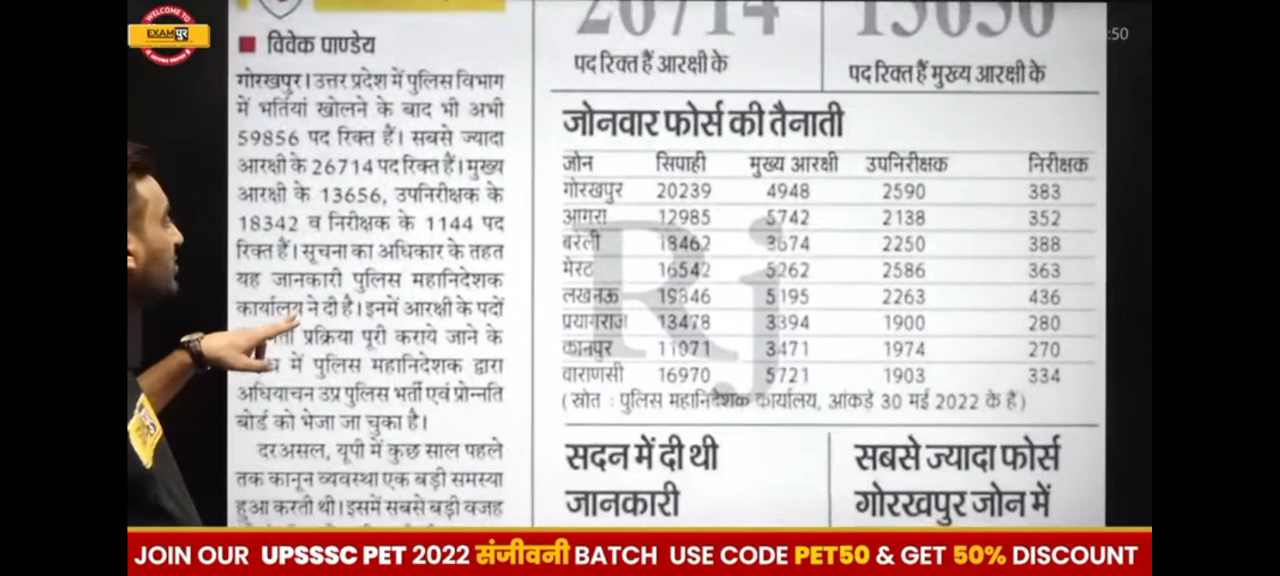 WELCOME TO
EXAM पुर
:50
26714
पद रिक्त हैं आरक्षी के
पद रिक्त हैं मुख्य आरक्षी के
विवेक पाण्डेय
गोरखपुर। उत्तर प्रदेश में पुलिस विभाग
में भर्तियां खोलने के बाद भी अभी
59856 पद रिक्त हैं। सबसे ज्यादा
आरक्षी के 26714 पद रिक्त हैं। मुख्य
आरक्षी के 13656, उपनिरीक्षक के
18342 व निरीक्षक के 1144 पद
रिक्त हैं। सूचना का अधिकार के तहत
यह जानकारी पुलिस महानिदेशक
कार्यालय ने दी है। इनमें आरक्षी के पदों
प्रक्रिया पूरी कराये जाने के
में पुलिस महानिदेशक द्वारा
अधियाचन उप्र पुलिस भर्ती एवं प्रोन्नति
बोर्ड को भेजा जा चुका है।
दरअसल, यूपी में कुछ साल पहले
तक कानून व्यवस्था एक बड़ी समस्या
हुआ करती थी। इसमें सबसे बड़ी वजह
जोनवार फोर्स की तैनाती
जोन सिपाही मुख्य आरक्षी उपनिरीक्षक निरीक्षक
गोरखपुर 20239 4948 2590 383
आगरा 12985 5742 2138 352
बरेली 18462 3674 2250 388
मेरठ 16542 5262 2586 363
लखनऊ 19846 5195 2263 436
प्रयागराज 13478 3394 1900 280
कानपुर 11071 3471 1974 270
वाराणसी 16970 5721 1903 334
(स्रोत : पुलिस महानिदेशक कार्यालय, आंकड़े 30 मई 2022 के हैं)
सदन में दी थी
जानकारी
सबसे ज्यादा फोर्स
गोरखपुर जोन में
Rj
JOIN OUR UPSSSC PET 2022 संजीवनी BATCH USE CODE PET50 & GET 50% DISCOUNT